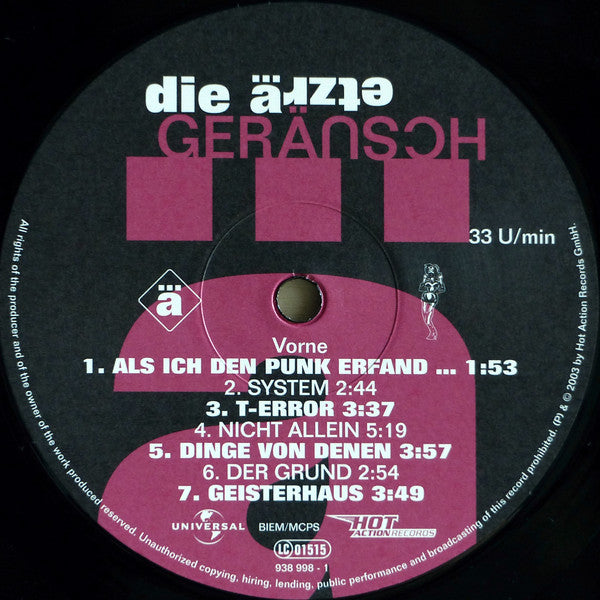 die ärzte
GERÄUSCH
33 U/min
ä
Vorne
1. ALS ICH DEN PUNK ERFAND ... 1:53
2. SYSTEM 2:44
3. T-ERROR 3:37
4. NICHT ALLEIN 5:19
5. DINGE VON DENEN 3:57
6. DER GRUND 2:54
7. GEISTERHAUS 3:49
UNIVERSAL
BIEM/MCPS
HOT
ACTION RECORDS
LC 01515
938 998 - 1
All rights of the producer and of the owner of the work produced reserved. Unauthorized copying, hiring, lending, public performance and broadcasting of this record prohibited. (P) & © 2003 by Hot Action Records GmbH.